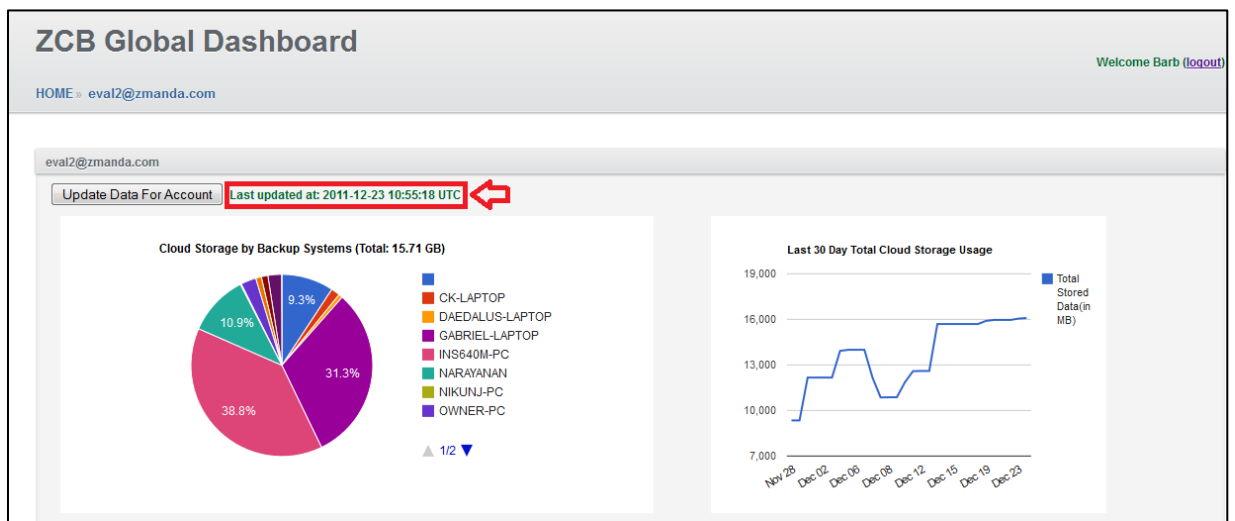 ZCB Global Dashboard
Welcome Barb (logout)
HOME » eval2@zmanda.com
eval2@zmanda.com
Update Data For Account
Last updated at: 2011-12-23 10:55:18 UTC
Cloud Storage by Backup Systems (Total: 15.71 GB)
9.3%
10.9%
31.3%
38.8%
CK-LAPTOP
DAEDALUS-LAPTOP
GABRIEL-LAPTOP
INS640M-PC
NARAYANAN
NIKUNJ-PC
OWNER-PC
1/2
Last 30 Day Total Cloud Storage Usage
19,000
16,000
13,000
10,000
7,000
Nov 28
Dec 02
Dec 06
Dec 08
Dec 12
Dec 15
Dec 19
Dec 23
Total
Stored
Data(in
MB)